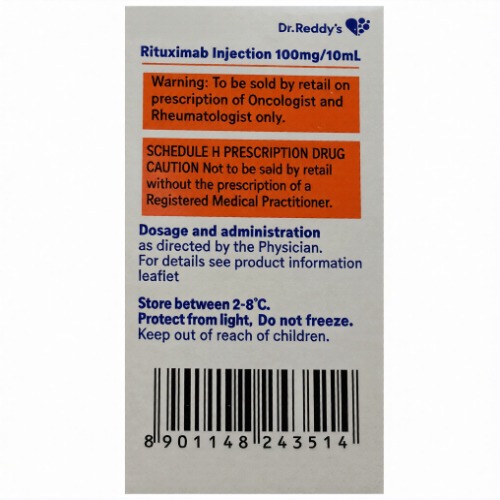 Dr.Reddy's
Rituximab Injection 100mg/10mL
Warning: To be sold by retail on
prescription of Oncologist and
Rheumatologist only.
SCHEDULE H PRESCRIPTION DRUG
CAUTION Not to be sald by retail
without the prescription of a
Registered Medical Practitioner.
Dosage and administration
as directed by the Physician.
For details see product information
leaflet
Store between 2-8°C.
Protect from light, Do not freeze.
Keep out of reach of children.
8 901148 243514